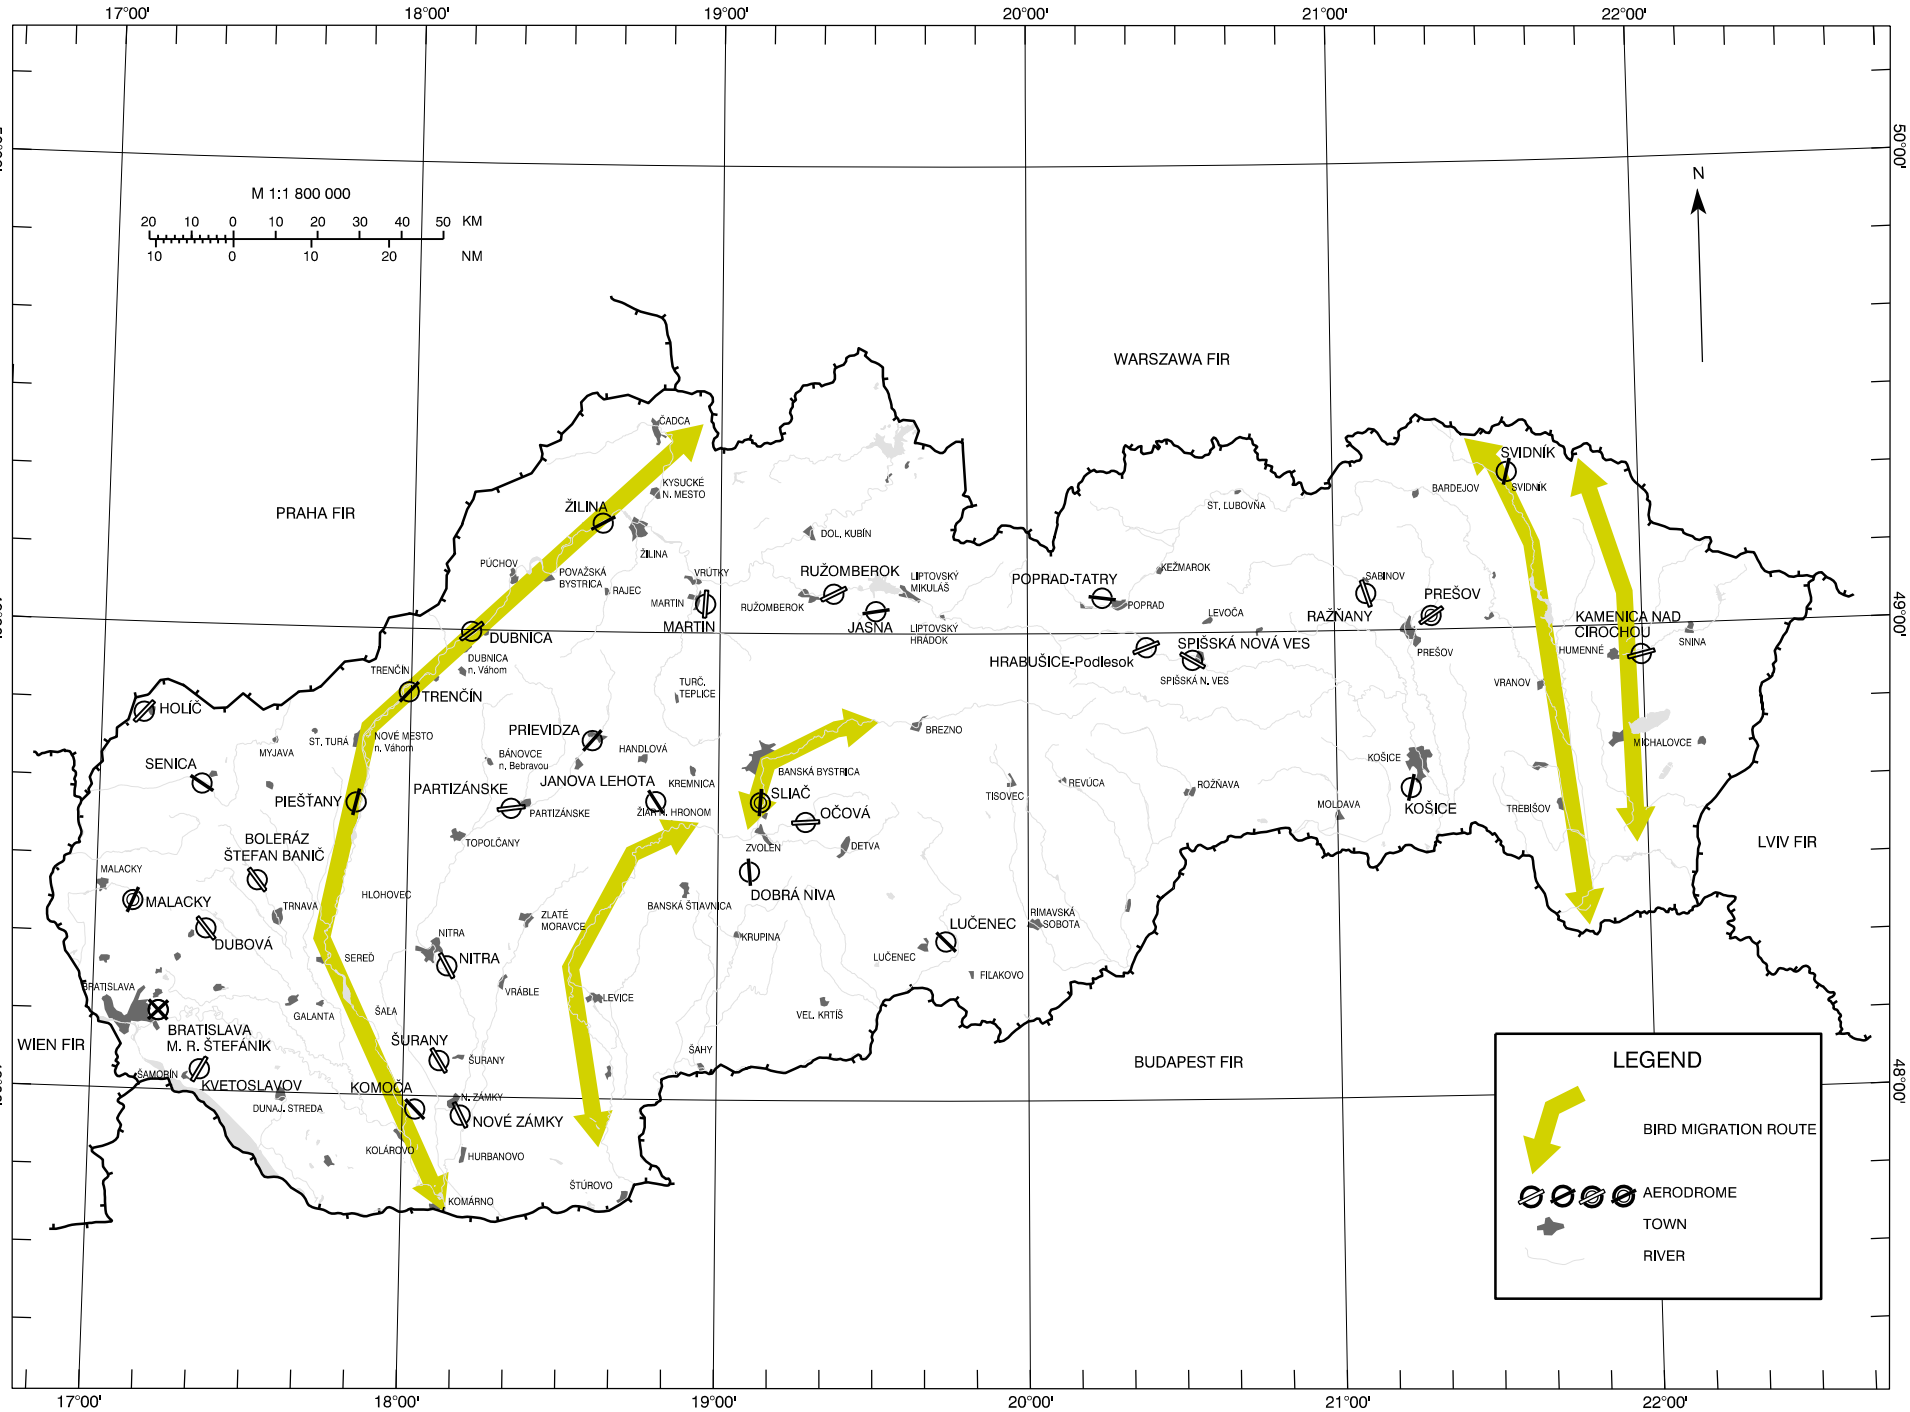 17°00'
18°00'
19°00'
20°00'
21°00'
22°00'
50°00'
M 1:1 800 000
N
20 10 0 10 20 30 40 50 KM
10 0 10 20 NM
WARSZAWA FIR
ČADCA
SVIDNÍK
KYSUCKÉ
N. MESTO
BARDEJOV
SVIDNÍK
ST. LUBOVŇA
ŽILINA
PRAHA FIR
DOL. KUBÍN
ŽILINA
PÚCHOV
POVAŽSKÁ
BYSTRICA
VRÚTKY
RUŽOMBEROK
LIPTOVSKÝ
MIKULÁŠ
POPRAD-TATRY
KEŽMAROK
SABINOV
RAJEC
MARTIN
RUŽOMBEROK
POPRAD
PREŠOV
LEVOČA
RAŽŇANY
KAMENICA NAD
CIROCHOU
49°00'
MARTIN
JASNA
LIPTOVSKÝ
HRÁDOK
DUBNICA
SPIŠSKÁ NOVÁ VES
PREŠOV
HUMENNÉ
SNINA
DUBNICA
n. Váhom
HRABUŠICE-Podlesok
SPIŠSKÁ N. VES
TRENČÍN
TRENČÍN
TURČ.
TEPLICE
VRANOV
HOLÍČ
NOVÉ MESTO
n. Váhom
ST. TURÁ
MYJAVA
PRIEVIDZA
BREZNO
MICHALOVCE
HANDLOVÁ
BÁNOVCE
n. Bebravou
KOŠICE
SENICA
BANSKÁ BYSTRICA
JANOVA LEHOTA
KREMNICA
REVÚCA
ROŽŇAVA
PARTIZÁNSKE
SLIAČ
TISOVEC
PIEŠŤANY
PARTIZÁNSKE
ŽIAR N. HRONOM
OČOVÁ
MOLDAVA
KOŠICE
TREBIŠOV
BOLERÁZ
ŠTEFAN BANIČ
TOPOLČANY
ZVOLEN
DETVA
LVIV FIR
MALACKY
HLOHOVEC
DOBRÁ NIVA
MALACKY
TRNAVA
ZLATÉ
MORAVCE
BANSKÁ ŠTIAVNICA
LUČENEC
RIMAVSKÁ
SOBOTA
DUBOVÁ
NITRA
KRUPINA
SEREĎ
NITRA
LUČENEC
FIĽAKOVO
BRATISLAVA
VRÁBLE
LEVICE
GALANTA
ŠAĽA
VEL. KRTÍŠ
BRATISLAVA
M. R. ŠTEFÁNIK
WIEN FIR
ŠURANY
ŠURANY
ŠAHY
BUDAPEST FIR
ŠAMORÍN
KVETOSLAVOV
KOMOČA
N. ZÁMKY
48°00'
DUNAJ. STREDA
NOVÉ ZÁMKY
KOLÁROVO
HURBANOVO
ŠTÚROVO
KOMÁRNO
LEGEND
BIRD MIGRATION ROUTE
AERODROME
TOWN
RIVER
17°00'
18°00'
19°00'
20°00'
21°00'
22°00'